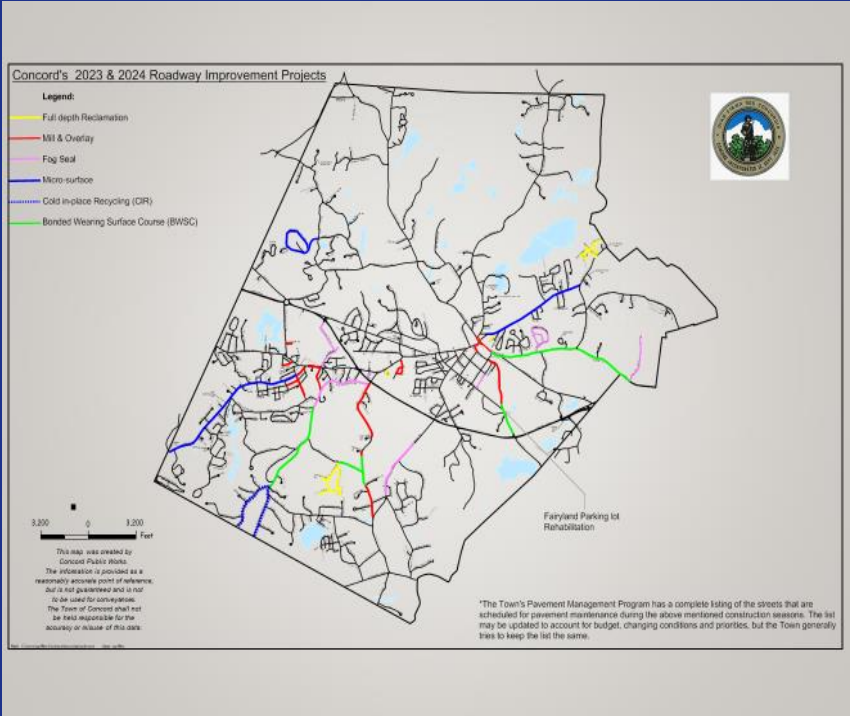 Concord's 2023 & 2024 Roadway Improvement Projects
Legend:
Full depth Reclamation
Mill & Overlay
Fog Seal
Micro-surface
Cold in-place Recycling (CIR)
Bonded Wearing Surface Course (BWSC)
3,200 0 3,200
Feet
This map was created by
Concord Public Works.
The information is provided as a
reasonably accurate point of reference,
but is not guaranteed and is not
to be used for conveyances.
The Town of Concord shall not
be held responsible for the
accuracy or misuse of this data.
Fairyland Parking lot
Rehabilitation
*The Town's Pavement Management Program has a complete listing of the streets that are
scheduled for pavement maintenance during the above mentioned construction seasons. The list
may be updated to account for budget, changing conditions and priorities, but the Town generally
tries to keep the list the same.